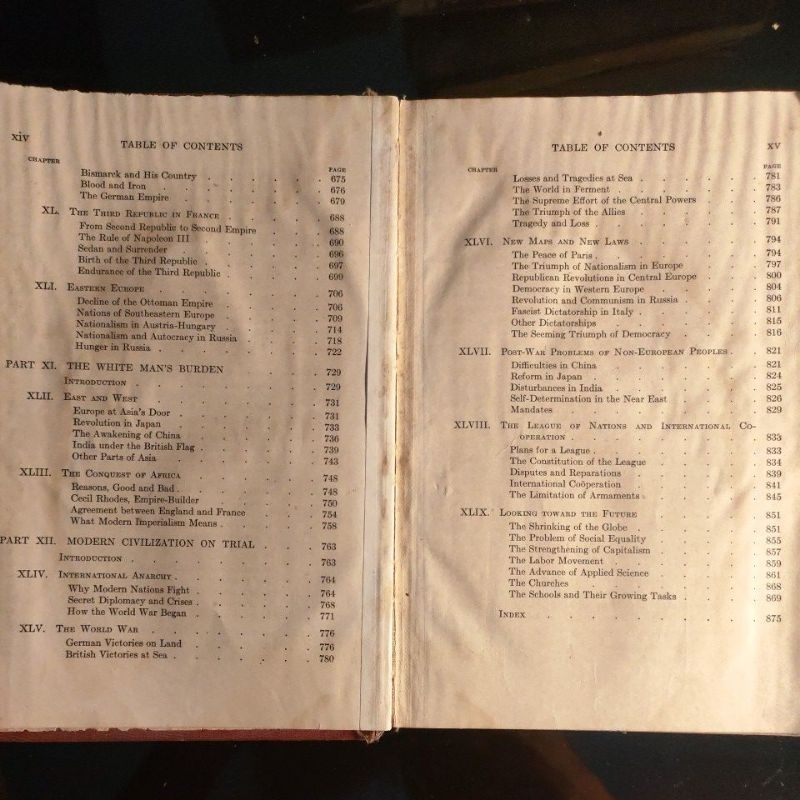 xiv
TABLE OF CONTENTS
CHAPTER PAGE
Bismarck and His Country . . . . . . . 675
Blood and Iron . . . . . . . . 676
The German Empire . . . . . . . 679
XL. The Third Republic in France . . . . . 688
From Second Republic to Second Empire . . . 688
The Rule of Napoleon III . . . . . . 690
Sedan and Surrender . . . . . . . 696
Birth of the Third Republic . . . . . . 697
Endurance of the Third Republic . . . . . 699
XLI. Eastern Europe . . . . . . . . 706
Decline of the Ottoman Empire . . . . . 706
Nations of Southeastern Europe . . . . . 709
Nationalism in Austria-Hungary . . . . . 714
Nationalism and Autocracy in Russia . . . . 718
Hunger in Russia . . . . . . . . 722
PART XI. THE WHITE MAN'S BURDEN . . . . 729
Introduction . . . . . . . . . 729
XLII. East and West . . . . . . . . 731
Europe at Asia's Door . . . . . . . 731
Revolution in Japan . . . . . . . 733
The Awakening of China . . . . . . 736
India under the British Flag . . . . . . 739
Other Parts of Asia . . . . . . . 743
XLIII. The Conquest of Africa . . . . . . 748
Reasons, Good and Bad . . . . . . . 748
Cecil Rhodes, Empire-Builder . . . . . 750
Agreement between England and France . . . 754
What Modern Imperialism Means . . . . . 758
PART XII. MODERN CIVILIZATION ON TRIAL . . . 763
Introduction . . . . . . . . . 763
XLIV. International Anarchy . . . . . . . 764
Why Modern Nations Fight . . . . . . 764
Secret Diplomacy and Crises . . . . . . 768
How the World War Began . . . . . . 771
XLV. The World War . . . . . . . . 776
German Victories on Land . . . . . . 776
British Victories at Sea . . . . . . . 780
TABLE OF CONTENTS xv
CHAPTER PAGE
Losses and Tragedies at Sea . . . . . . 781
The World in Ferment . . . . . . . 783
The Supreme Effort of the Central Powers . . . 786
The Triumph of the Allies . . . . . . 787
Tragedy and Loss . . . . . . . . 791
XLVI. New Maps and New Laws . . . . . . 794
The Peace of Paris . . . . . . . . 794
The Triumph of Nationalism in Europe . . . . 797
Republican Revolutions in Central Europe . . . 800
Democracy in Western Europe . . . . . 804
Revolution and Communism in Russia . . . . 806
Fascist Dictatorship in Italy . . . . . . 811
Other Dictatorships . . . . . . . 815
The Seeming Triumph of Democracy . . . . 816
XLVII. Post-War Problems of Non-European Peoples . . 821
Difficulties in China . . . . . . . 821
Reform in Japan . . . . . . . . 824
Disturbances in India . . . . . . . 825
Self-Determination in the Near East . . . . 826
Mandates . . . . . . . . . 829
XLVIII. The League of Nations and International Co-
operation . . . . . . . . . 833
Plans for a League . . . . . . . . 833
The Constitution of the League . . . . . 834
Disputes and Reparations . . . . . . 839
International Coöperation . . . . . . 841
The Limitation of Armaments . . . . . 845
XLIX. Looking toward the Future . . . . . 851
The Shrinking of the Globe . . . . . . 851
The Problem of Social Equality . . . . . 855
The Strengthening of Capitalism . . . . . 857
The Labor Movement . . . . . . . 859
The Advance of Applied Science . . . . . 861
The Churches . . . . . . . . 868
The Schools and Their Growing Tasks . . . . 869
Index . . . . . . . . . . 875